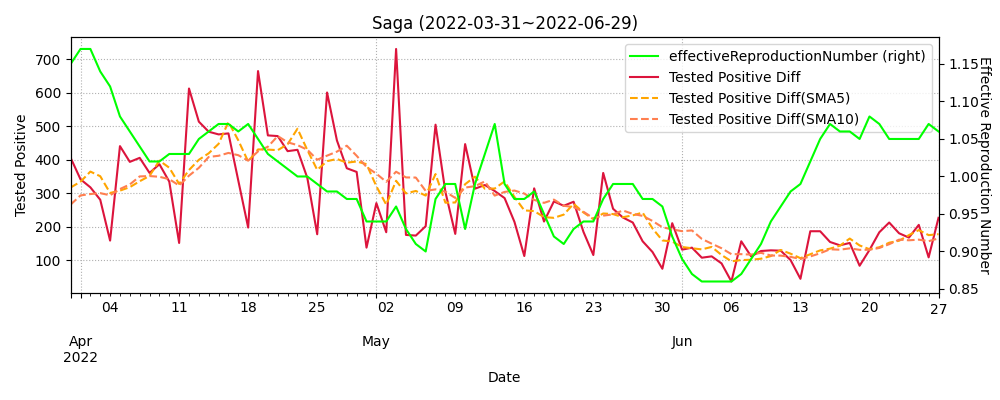 Saga (2022-03-31~2022-06-29)
effectiveReproductionNumber (right)
Tested Positive Diff
Tested Positive Diff(SMA5)
Tested Positive Diff(SMA10)
Tested Positive
700
600
500
400
300
200
100
1.15
1.10
1.05
1.00
0.95
0.90
0.85
Effective Reproduction Number
04 11 18 25 02 09 16 23 30 06 13 20 27
Apr May Jun
2022
Date